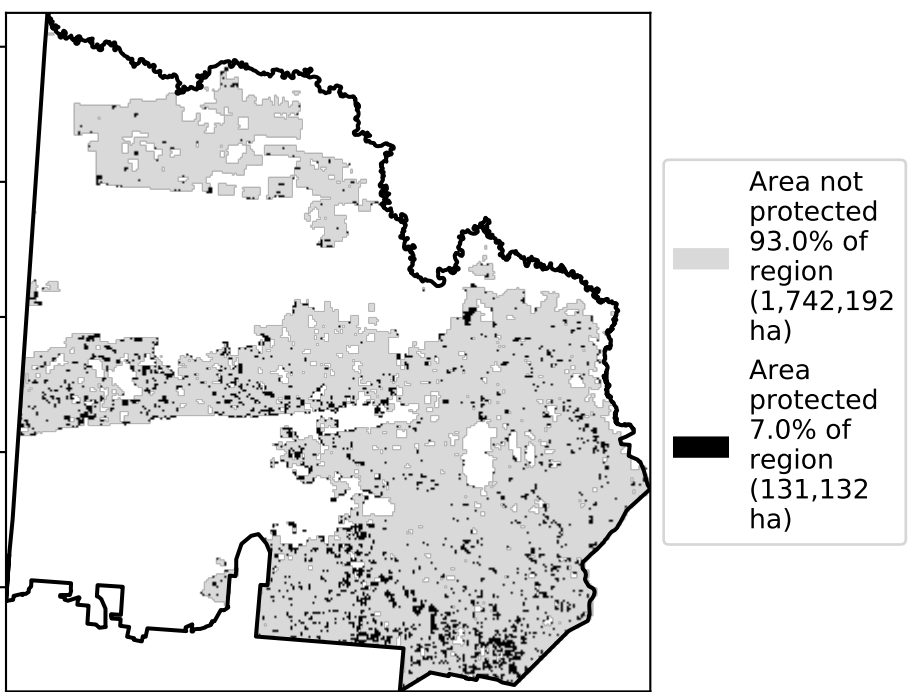 Area not
protected
93.0% of
region
(1,742,192
ha)
Area
protected
7.0% of
region
(131,132
ha)